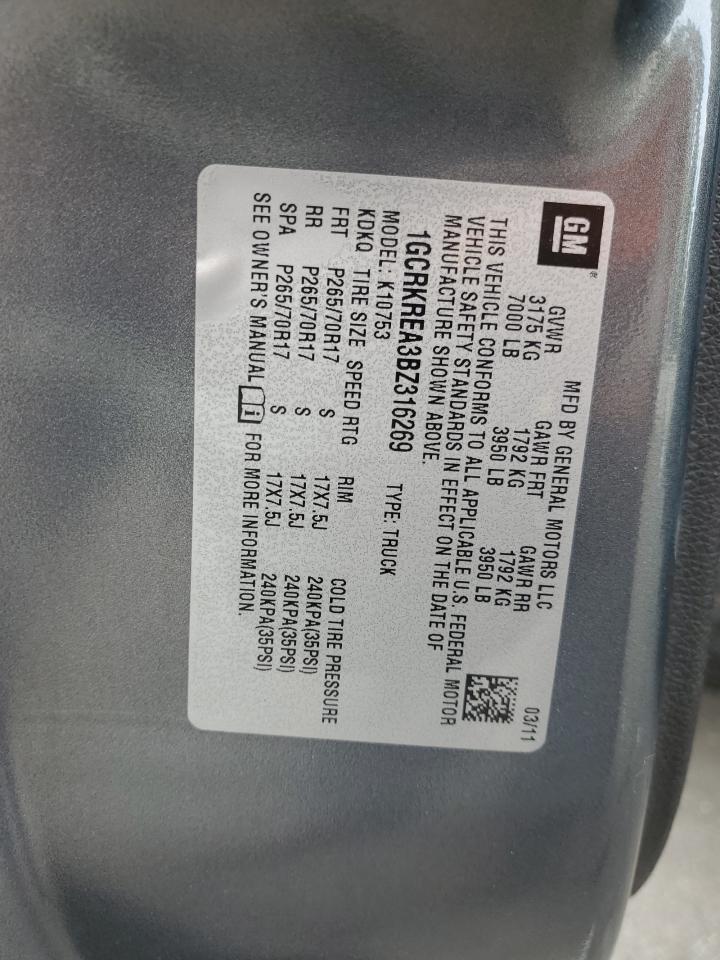 GM®
MFD BY GENERAL MOTORS LLC 03/11
GVWR GAWR FRT GAWR RR
3175 KG 1792 KG 1792 KG
7000 LB 3950 LB 3950 LB
THIS VEHICLE CONFORMS TO ALL APPLICABLE U.S. FEDERAL MOTOR
VEHICLE SAFETY STANDARDS IN EFFECT ON THE DATE OF
MANUFACTURE SHOWN ABOVE.
1GCRKREA3BZ316269 TYPE: TRUCK
MODEL: K10753
KDKQ TIRE SIZE SPEED RTG RIM COLD TIRE PRESSURE
FRT P265/70R17 S 17X7.5J 240KPA(35PSI)
RR P265/70R17 S 17X7.5J 240KPA(35PSI)
SPA P265/70R17 S 17X7.5J 240KPA(35PSI)
SEE OWNER'S MANUAL FOR MORE INFORMATION.